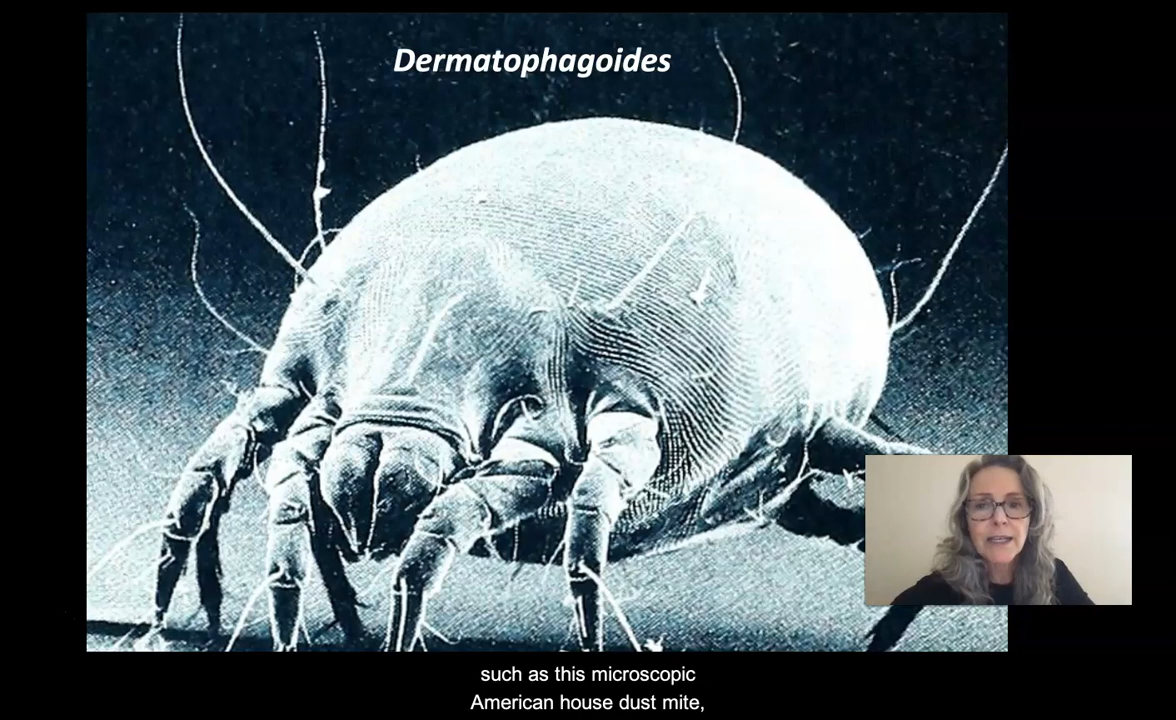 Dermatophagoides
such as this microscopic
American house dust mite,